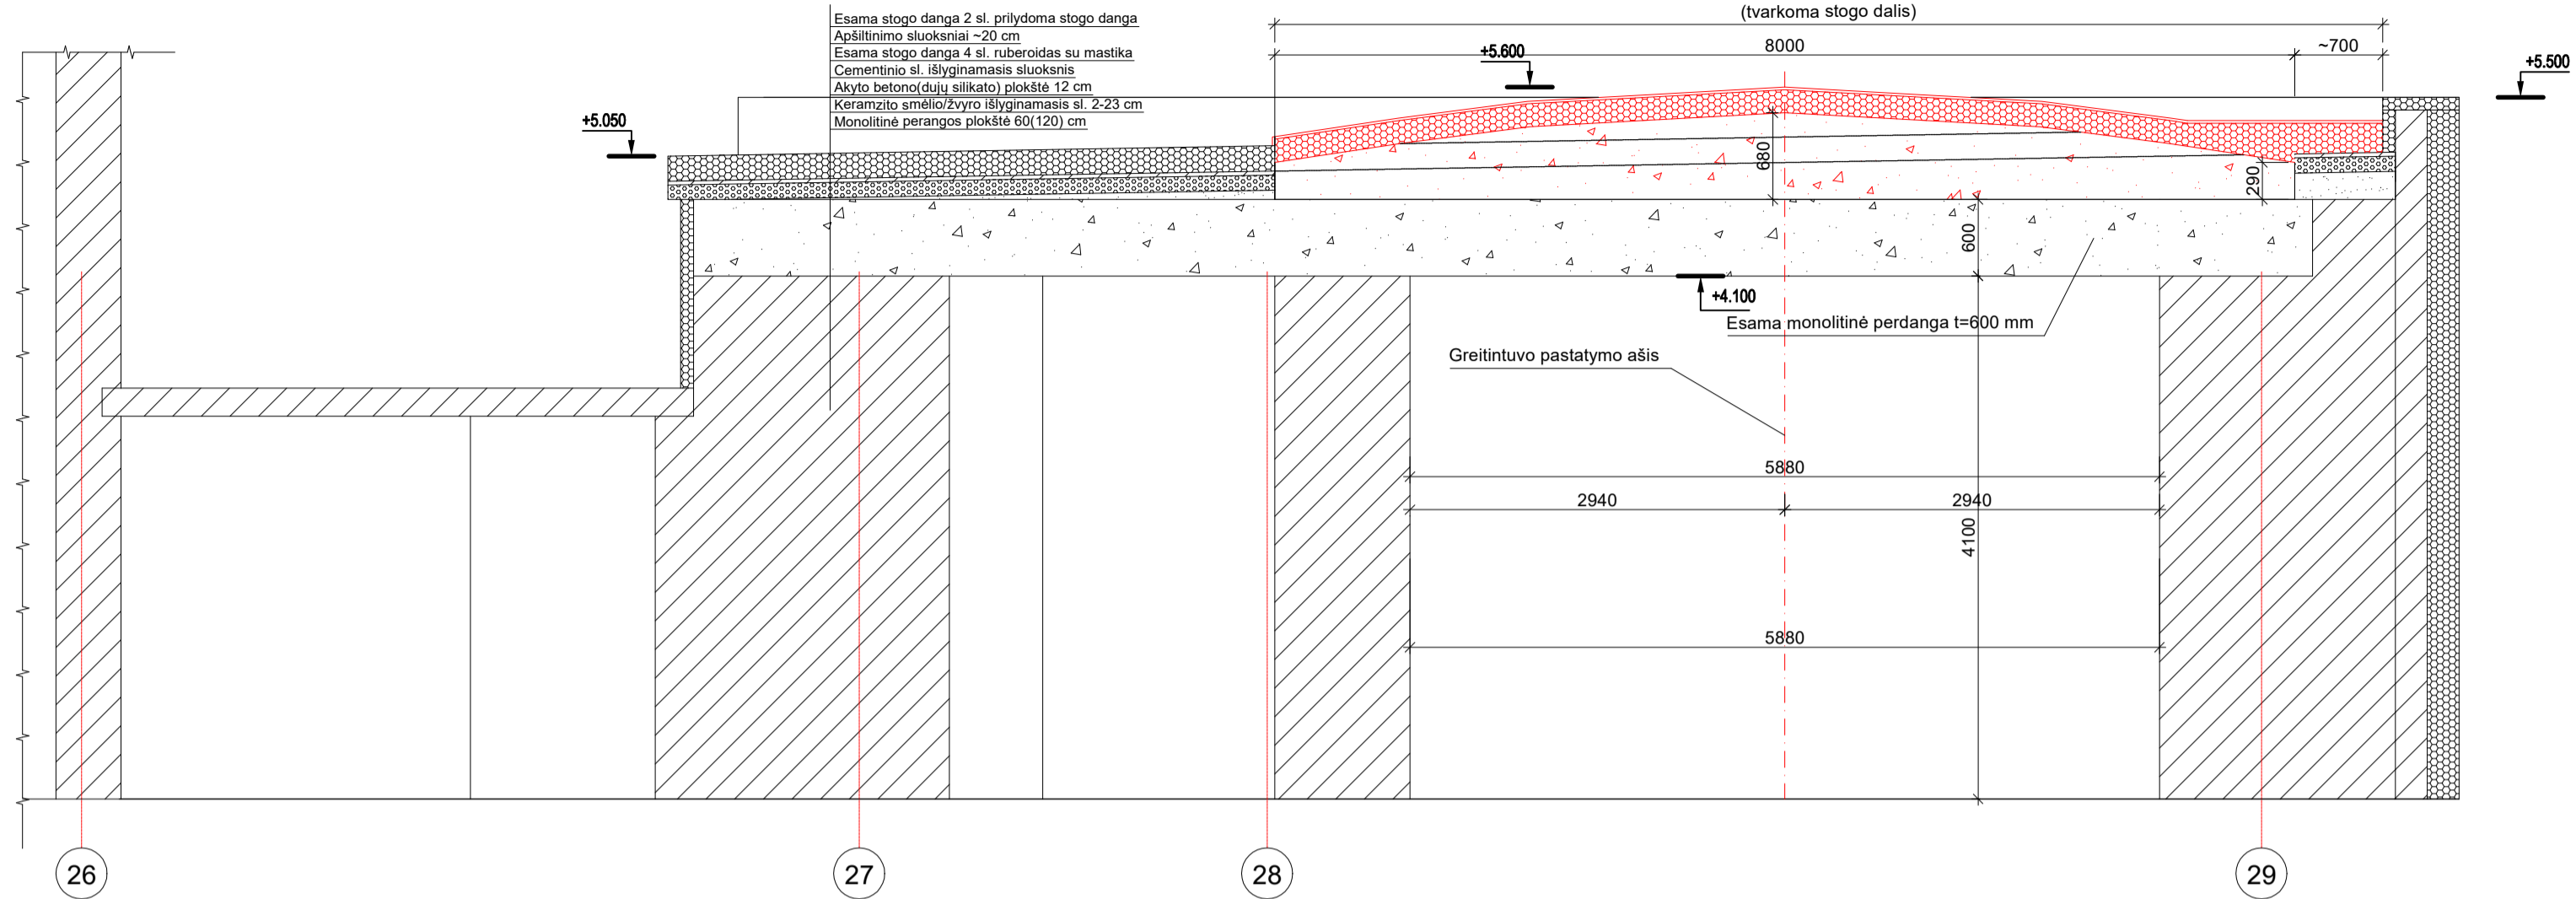 (tvarkoma stogo dalis)
Esama stogo danga 2 sl. prilydoma stogo danga
Apšiltinimo sluoksniai ~20 cm
Esama stogo danga 4 sl. ruberoidas su mastika
Cementinio sl. išlyginamasis sluoksnis
Akyto betono(dujų silikato) plokštė 12 cm
Keramzito smėlio/žvyro išlyginamasis sl. 2-23 cm
Monolitinė perangos plokštė 60(120) cm
8000
~700
+5.600
+5.500
+5.050
680
290
600
+4.100
Esama monolitinė perdanga t=600 mm
Greitintuvo pastatymo ašis
5880
2940
2940
4100
5880
26
27
28
29